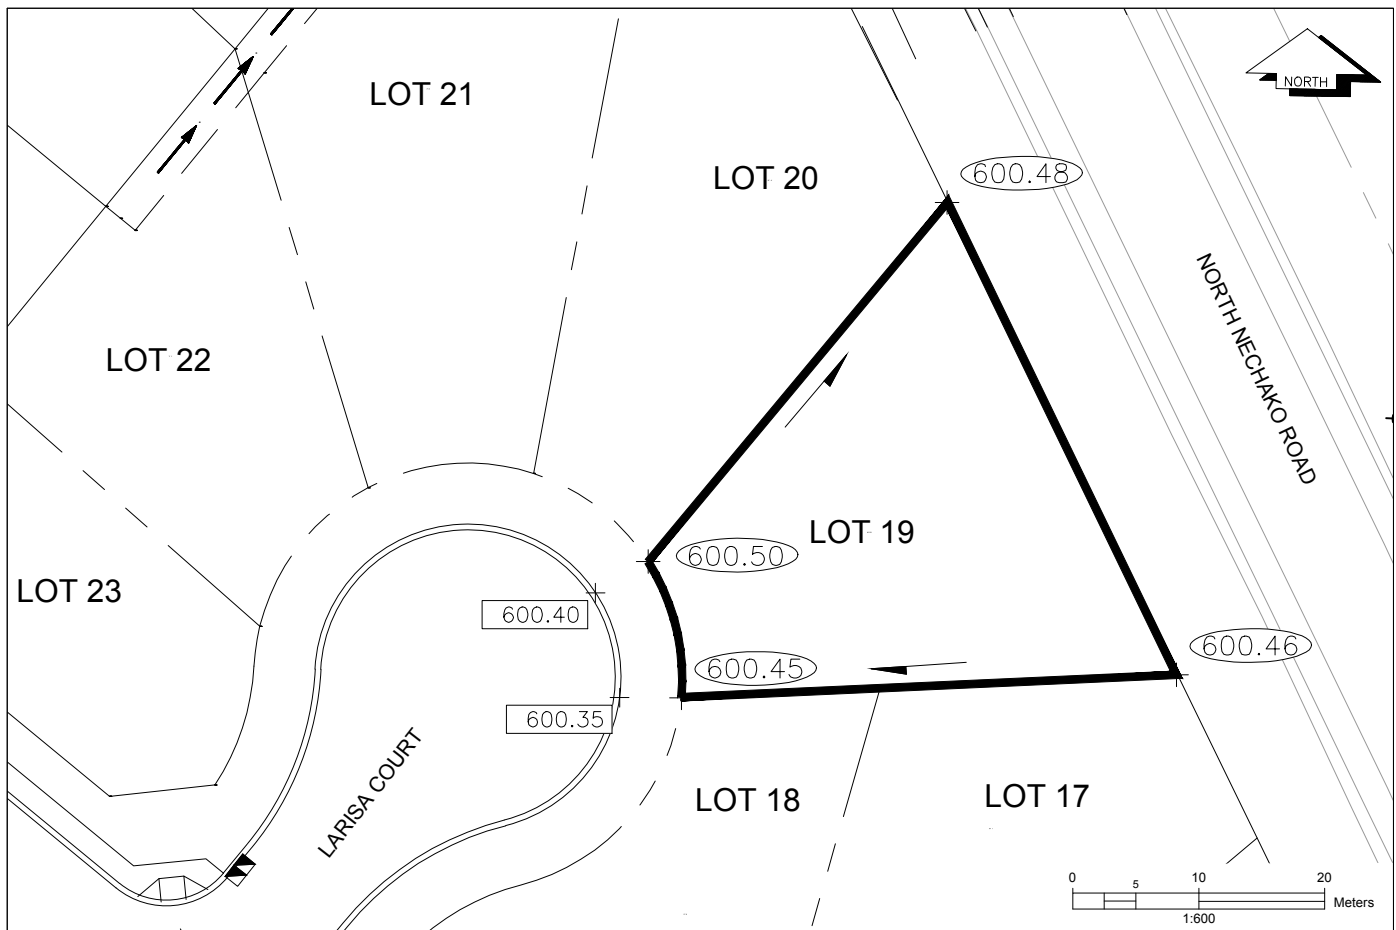 LOT 21
NORTH
LOT 20
600.48
NORTH NECHAKO ROAD
LOT 22
LOT 19
600.50
LOT 23
600.40
600.46
600.45
600.35
LARISA COURT
LOT 18
LOT 17
0 5 10 20
Meters
1:600